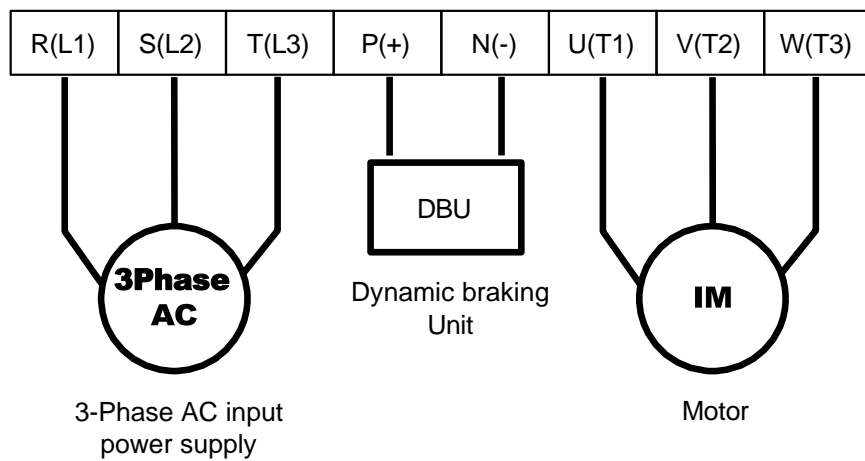 R(L1) S(L2) T(L3) P(+) N(-) U(T1) V(T2) W(T3)
3Phase
AC
3-Phase AC input
power supply
DBU
Dynamic braking
Unit
IM
Motor